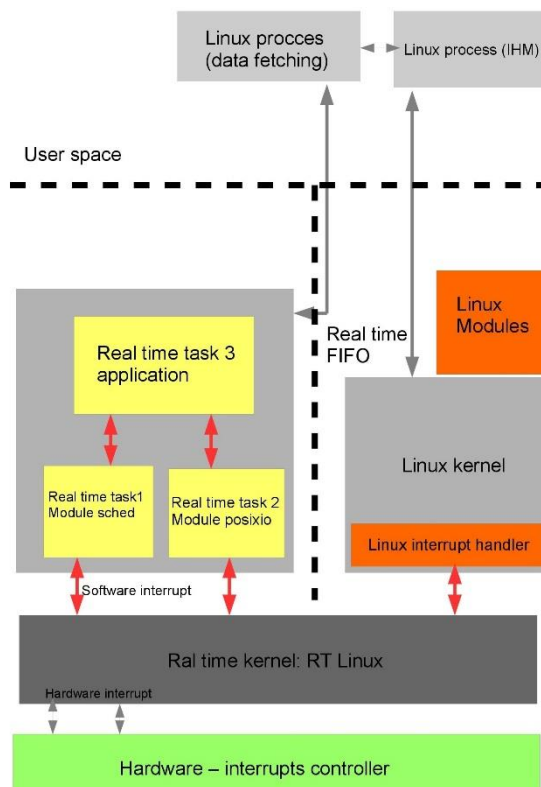 Linux procces
(data fetching)
Linux process (IHM)
User space
Real time
FIFO
Linux
Modules
Real time task 3
application
Real time task1
Module sched
Real time task 2
Module posixio
Linux kernel
Linux interrupt handler
Software interrupt
Ral time kernel: RT Linux
Hardware interrupt
Hardware – interrupts controller